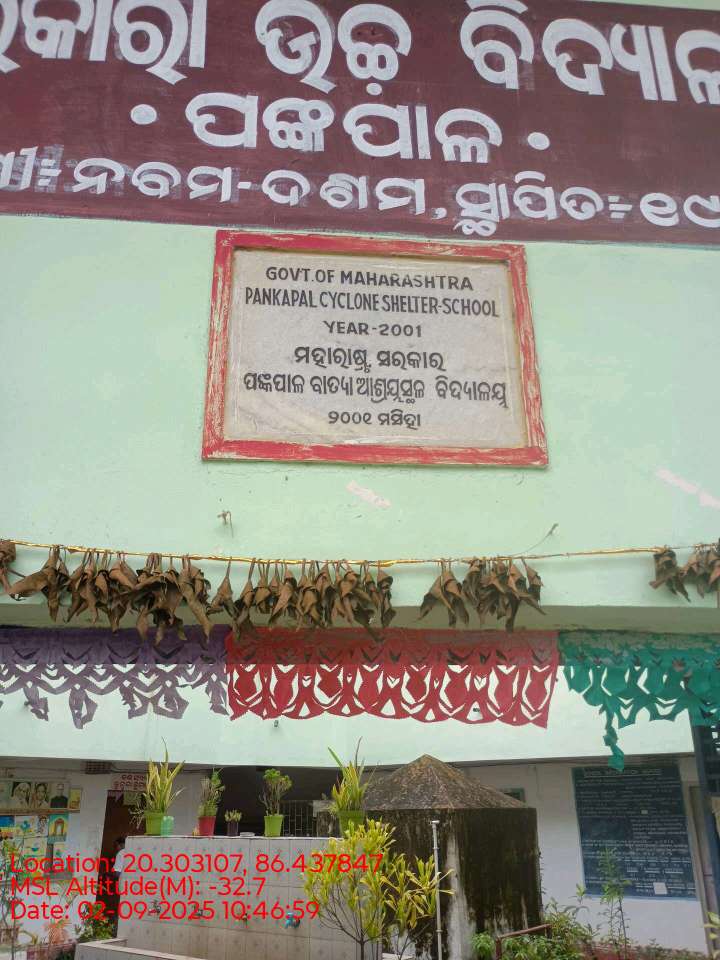 ସରକାରୀ ଉଚ୍ଚ ବିଦ୍ୟାଳ
• ପଙ୍କପାଳ •
ଶ୍ରେଣୀ:-ନବମ-ଦଶମ, ସ୍ଥାପିତ:-୧୯
GOVT. OF MAHARASHTRA
PANKAPAL CYCLONE SHELTER-SCHOOL
YEAR-2001
ମହାରାଷ୍ଟ୍ର ସରକାର
ପଙ୍କପାଳ ବାତ୍ୟା ଆଶ୍ରୟସ୍ଥଳ ବିଦ୍ୟାଳୟ
୨୦୦୧ ମସିହା
Location: 20.303107, 86.437847
MSL Altitude(M): -32.7
Date: 02-09-2025 10:46:59